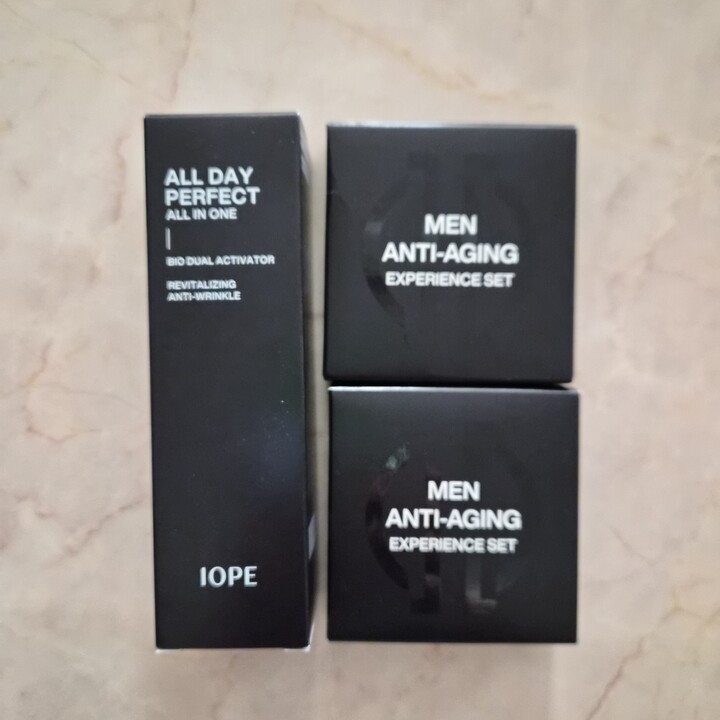 ALL DAY
PERFECT
ALL IN ONE
BIO DUAL ACTIVATOR
REVITALIZING
ANTI-WRINKLE
IOPE
MEN
ANTI-AGING
EXPERIENCE SET
MEN
ANTI-AGING
EXPERIENCE SET